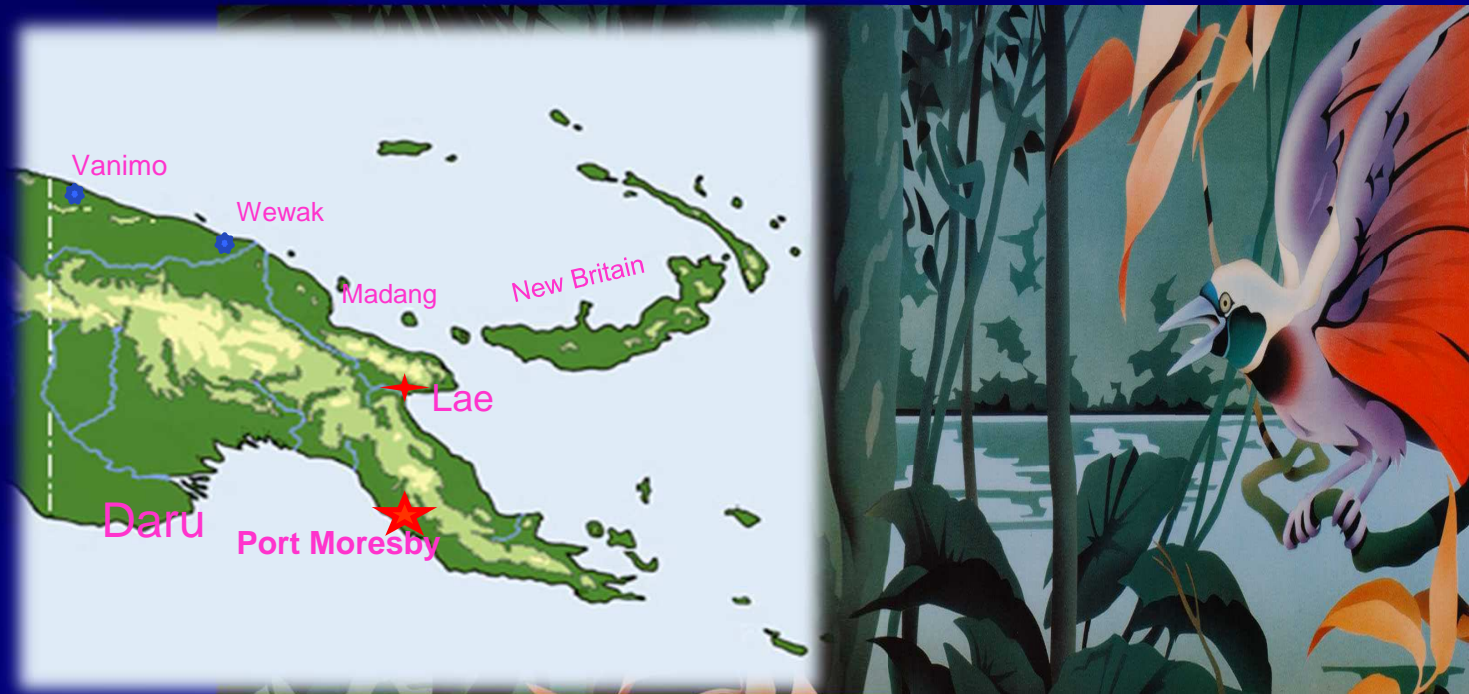 Vanimo
Wewak
New Britain
Madang
Lae
Daru
Port Moresby